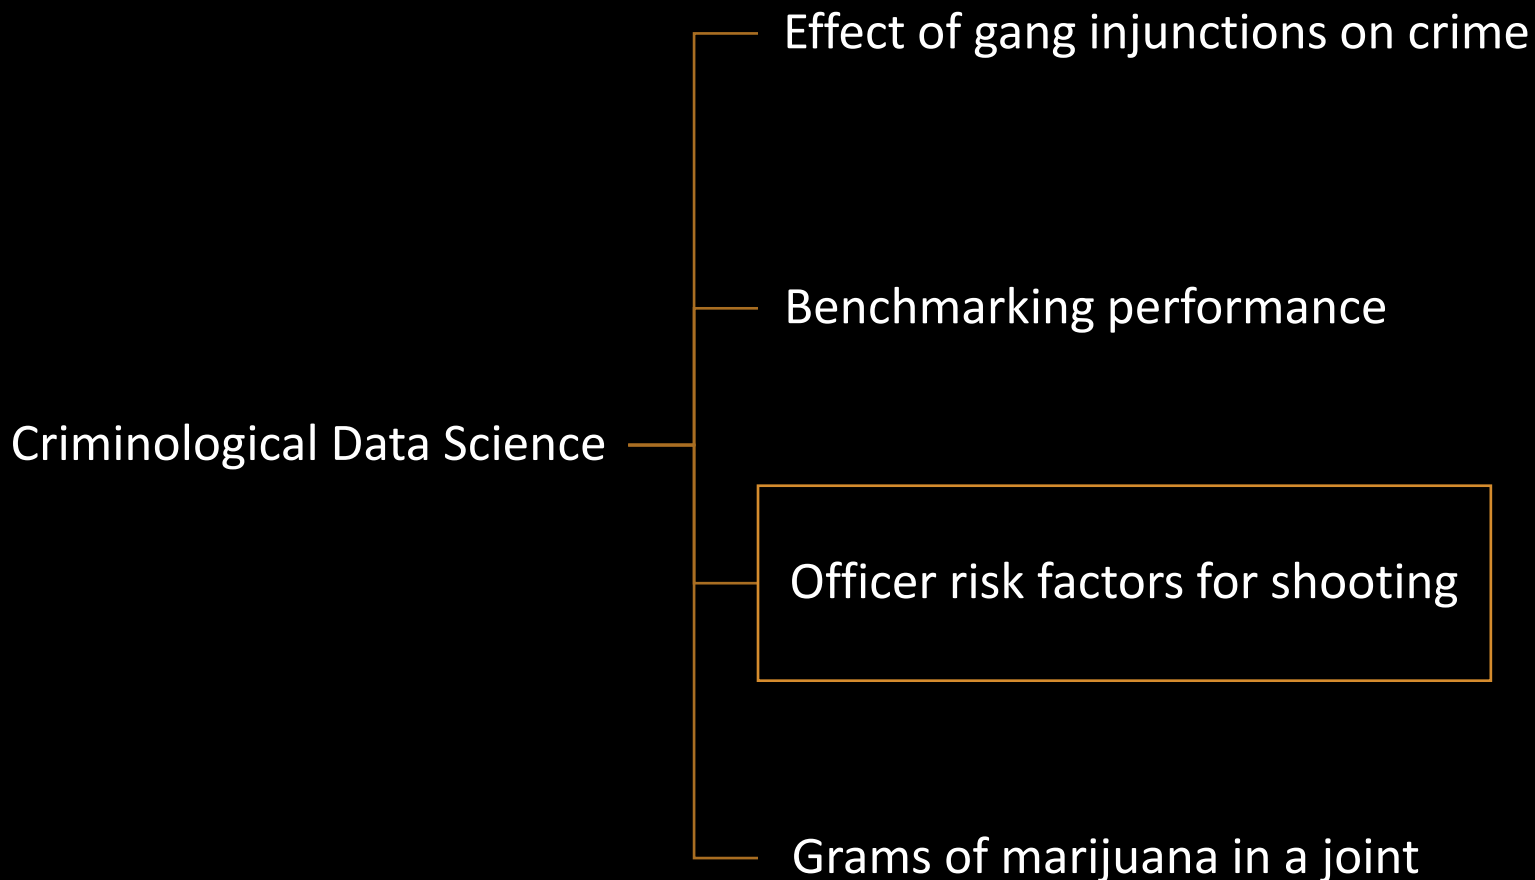 Effect of gang injunctions on crime
Benchmarking performance
Criminological Data Science
Officer risk factors for shooting
Grams of marijuana in a joint